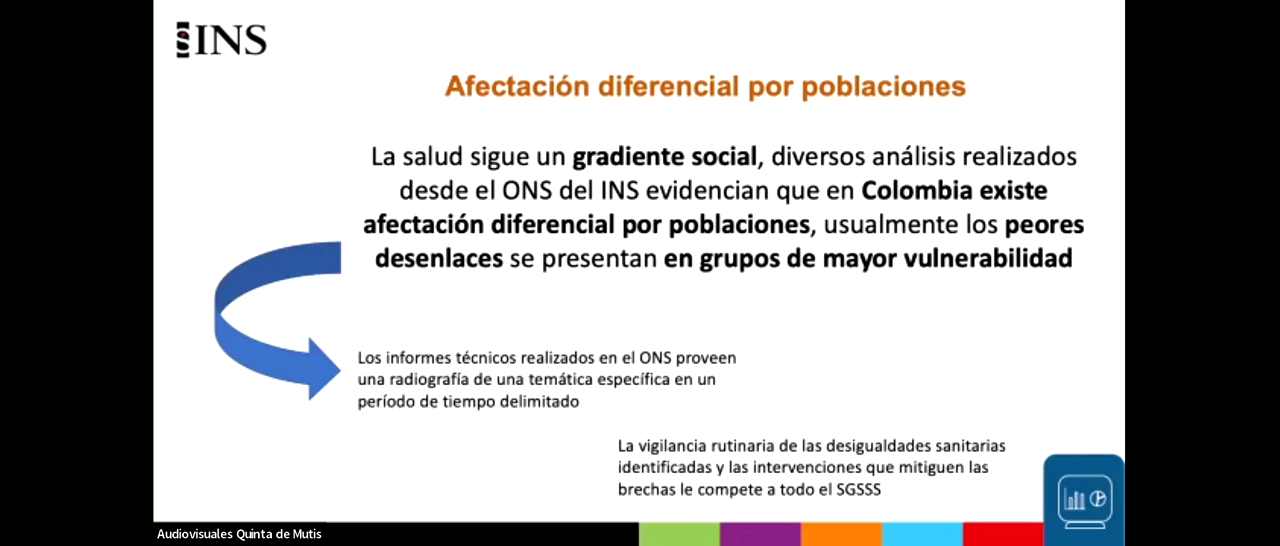 INS
Afectación diferencial por poblaciones
La salud sigue un gradiente social, diversos análisis realizados
desde el ONS del INS evidencian que en Colombia existe
afectación diferencial por poblaciones, usualmente los peores
desenlaces se presentan en grupos de mayor vulnerabilidad
Los informes técnicos realizados en el ONS proveen
una radiografía de una temática específica en un
período de tiempo delimitado
La vigilancia rutinaria de las desigualdades sanitarias
identificadas y las intervenciones que mitiguen las
brechas le compete a todo el SGSSS
Audiovisuales Quinta de Mutis